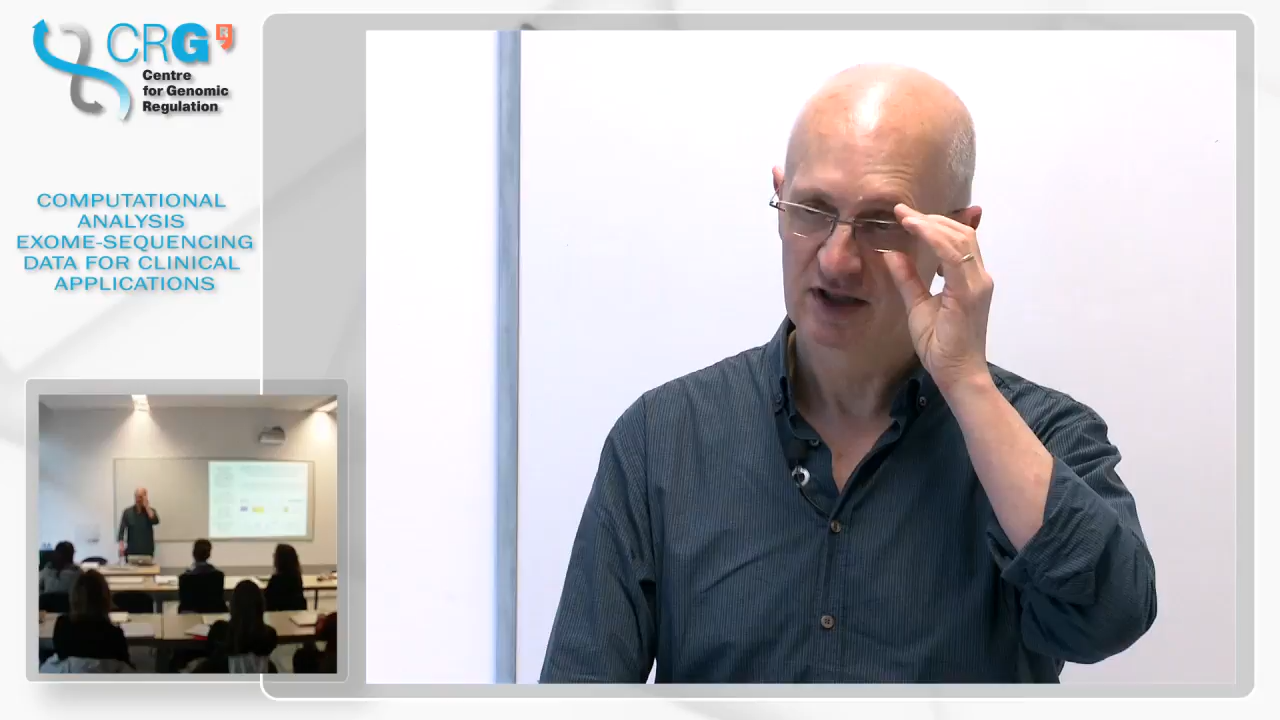 CRG
Centre
for Genomic
Regulation
COMPUTATIONAL
ANALYSIS
EXOME-SEQUENCING
DATA FOR CLINICAL
APPLICATIONS